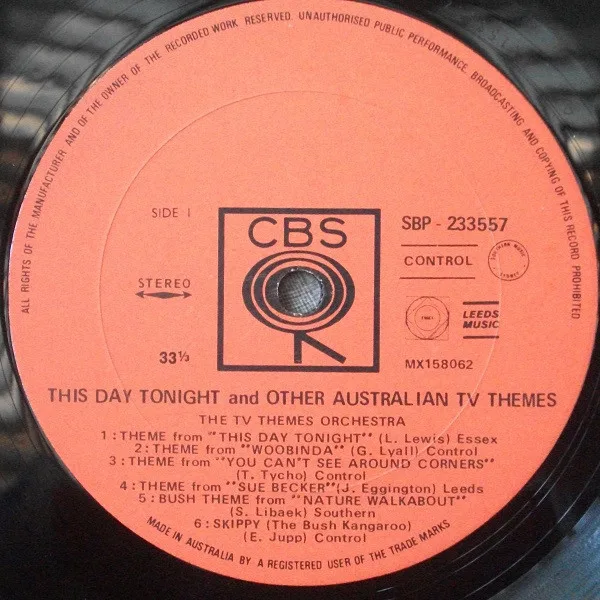 ALL RIGHTS OF THE MANUFACTURER AND OF THE OWNER OF THE RECORDED WORK RESERVED. UNAUTHORISED PUBLIC PERFORMANCE BROADCASTING AND COPYING OF THIS RECORD PROHIBITED
SIDE 1
CBS
SBP - 233557
CONTROL
SOUTHERN MUSIC SYDNEY
STEREO
LEEDS
MUSIC
33⅓
MX158062
THIS DAY TONIGHT and OTHER AUSTRALIAN TV THEMES
THE TV THEMES ORCHESTRA
1 : THEME from "THIS DAY TONIGHT" (L. Lewis) Essex
2 : THEME from "WOOBINDA" (G. Lyall) Control
3 : THEME from "YOU CAN'T SEE AROUND CORNERS"
(T. Tycho) Control
4 : THEME from "SUE BECKER" (J. Eggington) Leeds
5 : BUSH THEME from "NATURE WALKABOUT"
(S. Libaek) Southern
6 : SKIPPY (The Bush Kangaroo)
(E. Jupp) Control
MADE IN AUSTRALIA BY A REGISTERED USER OF THE TRADE MARKS